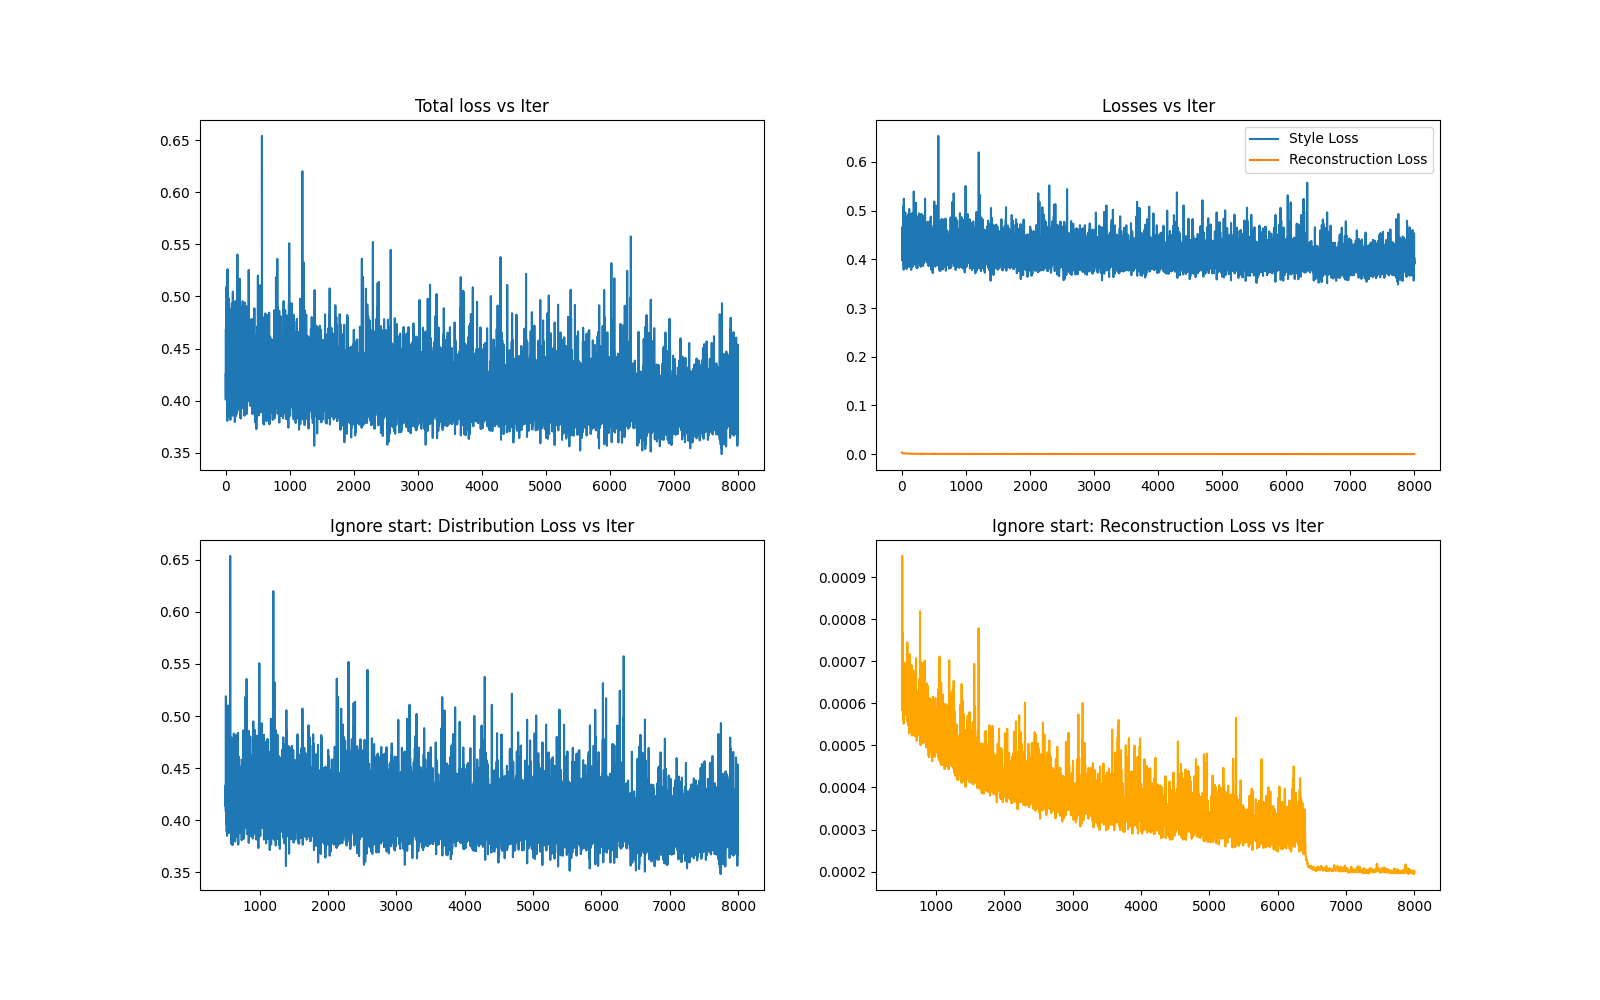 Total loss vs Iter
0.65
0.60
0.55
0.50
0.45
0.40
0.35
0 1000 2000 3000 4000 5000 6000 7000 8000
Losses vs Iter
Style Loss
Reconstruction Loss
0.6
0.5
0.4
0.3
0.2
0.1
0.0
0 1000 2000 3000 4000 5000 6000 7000 8000
Ignore start: Distribution Loss vs Iter
0.65
0.60
0.55
0.50
0.45
0.40
0.35
1000 2000 3000 4000 5000 6000 7000 8000
Ignore start: Reconstruction Loss vs Iter
0.0009
0.0008
0.0007
0.0006
0.0005
0.0004
0.0003
0.0002
1000 2000 3000 4000 5000 6000 7000 8000